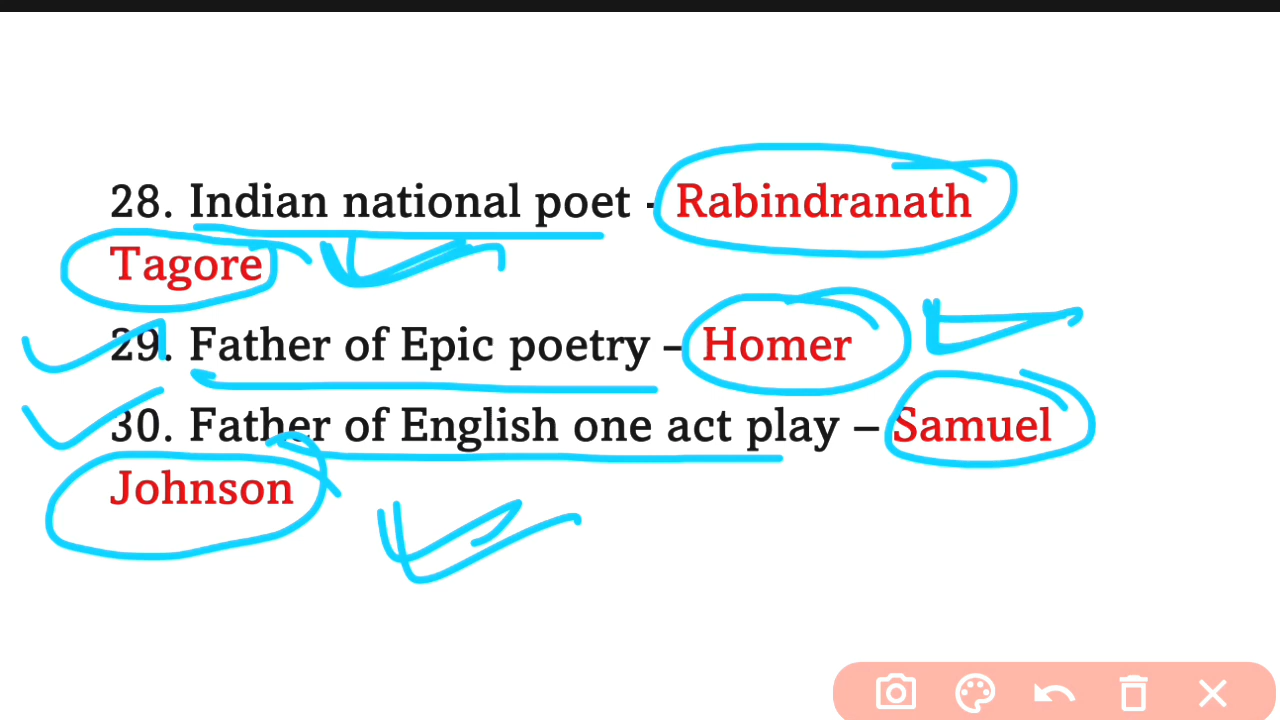 28. Indian national poet - Rabindranath
Tagore
29. Father of Epic poetry – Homer
30. Father of English one act play – Samuel
Johnson